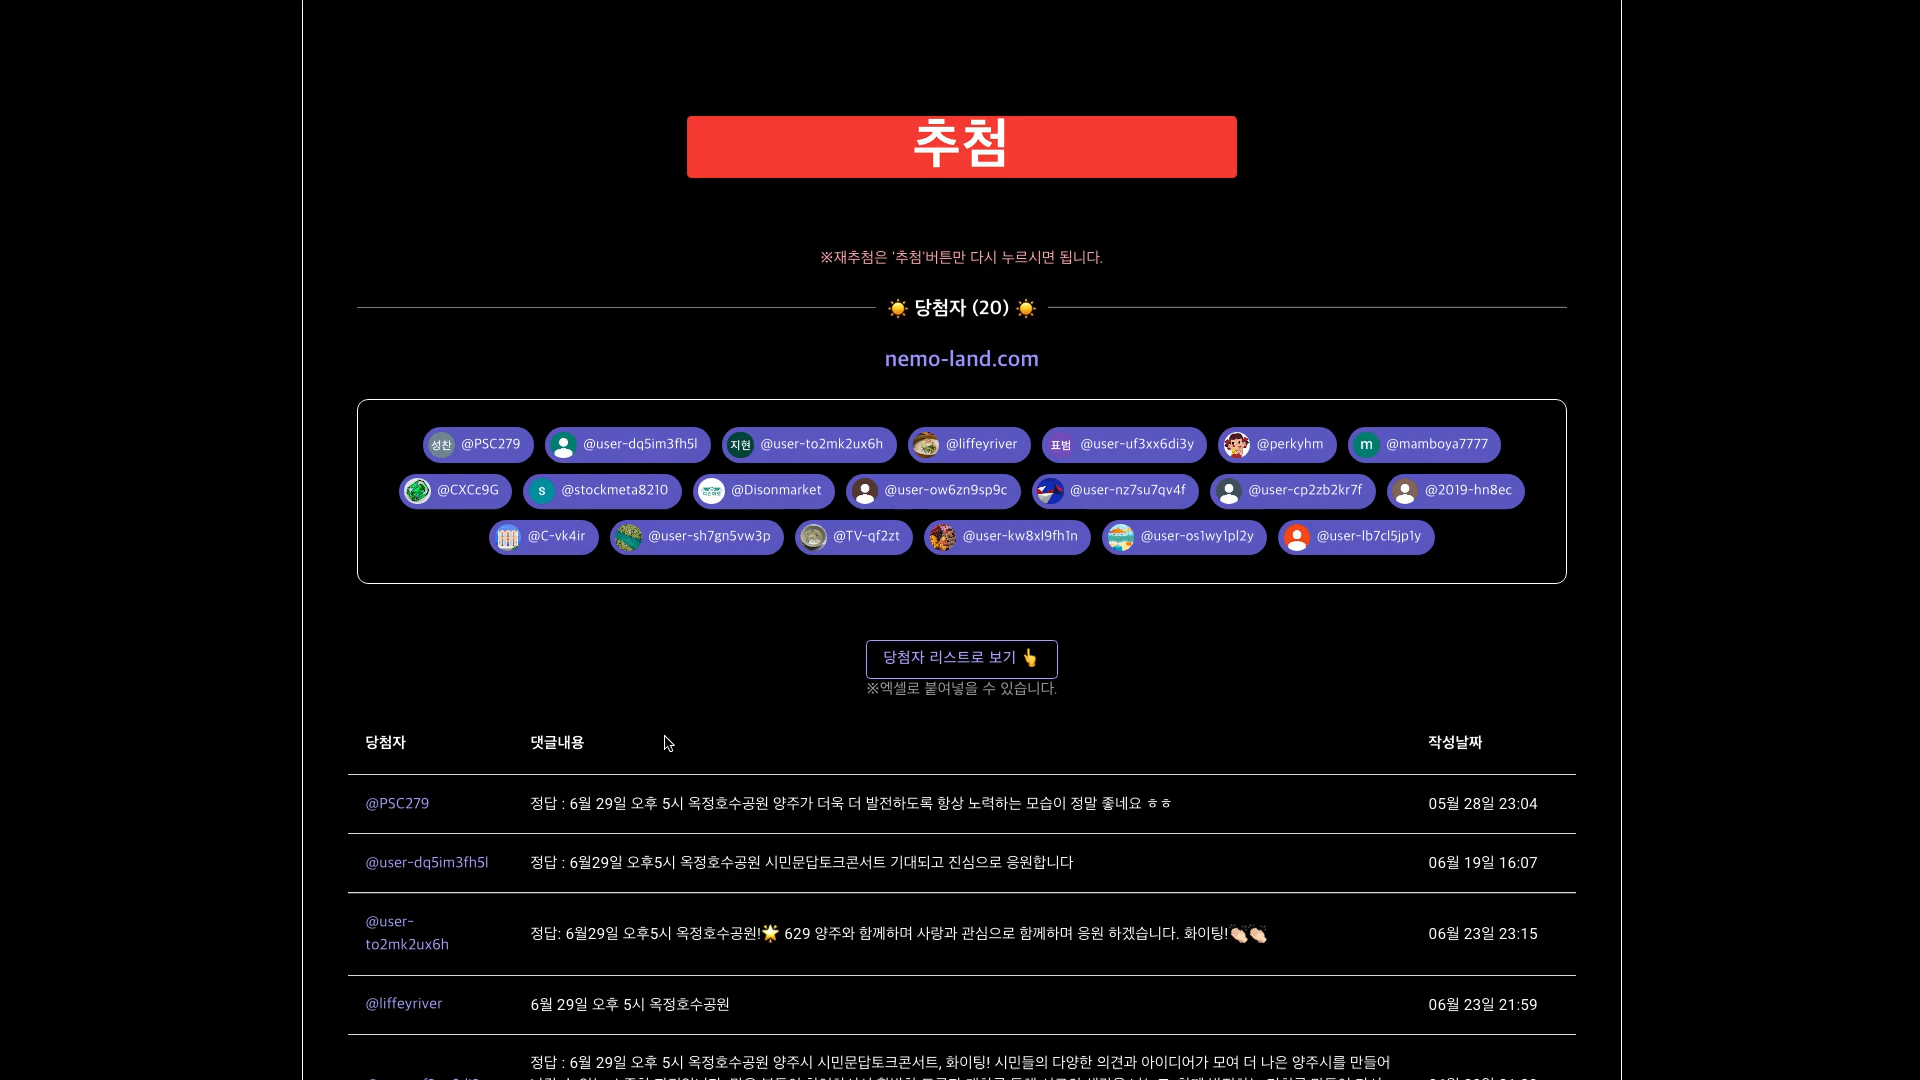 추첨
※재추첨은 '추첨'버튼만 다시 누르시면 됩니다.
당첨자 (20)
nemo-land.com
성찬 @PSC279 @user-dq5im3fh5l 지현 @user-to2mk2ux6h @liffeyriver 표범 @user-uf3xx6di3y @perkyhm m @mamboya7777
@CXCc9G s @stockmeta8210 @Disonmarket @user-ow6zn9sp9c @user-nz7su7qv4f @user-cp2zb2kr7f @2019-hn8ec
@C-vk4ir @user-sh7gn5vw3p @TV-qf2zt @user-kw8xl9fh1n @user-os1wy1pl2y @user-lb7cl5jp1y
당첨자 리스트로 보기 👆
※엑셀로 붙여넣을 수 있습니다.
당첨자 댓글내용 작성날짜
@PSC279 정답 : 6월 29일 오후 5시 옥정호수공원 양주가 더욱 더 발전하도록 항상 노력하는 모습이 정말 좋네요 ㅎㅎ 05월 28일 23:04
@user-dq5im3fh5l 정답 : 6월29일 오후5시 옥정호수공원 시민문답토크콘서트 기대되고 진심으로 응원합니다 06월 19일 16:07
@user-
to2mk2ux6h
정답: 6월29일 오후5시 옥정호수공원!🌟 629 양주와 함께하며 사랑과 관심으로 함께하며 응원 하겠습니다. 화이팅!👏🏻👏🏻 06월 23일 23:15
@liffeyriver 6월 29일 오후 5시 옥정호수공원 06월 23일 21:59
정답 : 6월 29일 오후 5시 옥정호수공원 양주시 시민문답토크콘서트, 화이팅! 시민들의 다양한 의견과 아이디어가 모여 더 나은 양주시를 만들어